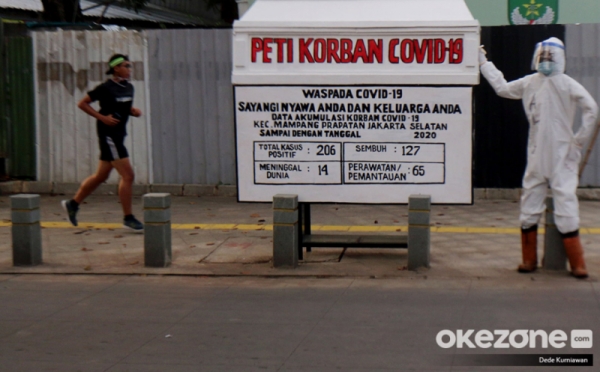 PETI KORBAN COVID-19
WASPADA COVID-19
SAYANGI NYAWA ANDA DAN KELUARGA ANDA
DATA AKUMULASI KORBAN COVID-19
KEC. MAMPANG PRAPATAN JAKARTA SELATAN
SAMPAI DENGAN TANGGAL 2020
TOTAL KASUS POSITIF : 206
SEMBUH : 127
MENINGGAL DUNIA : 14
PERAWATAN/ PEMANTAUAN : 65
OKEZONE.com
Dede Kurniawan